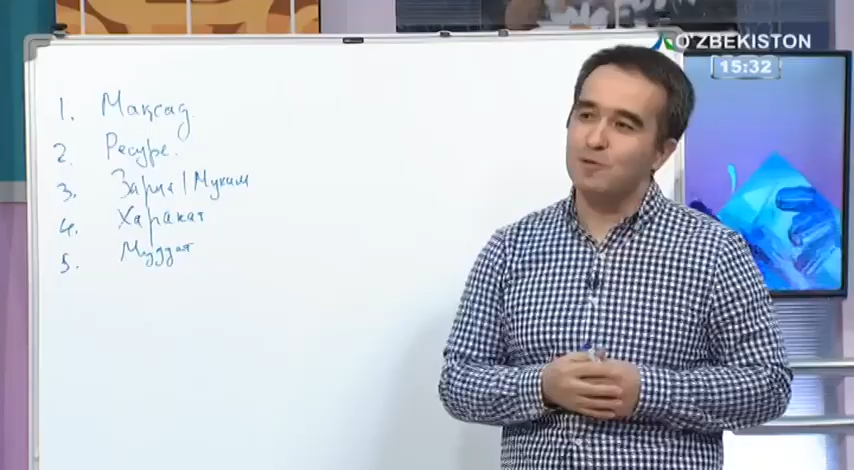 O'ZBEKISTON
15:32
1. Мақсад.
2. Ресурс.
3. Зарур / Муҳим
4. Ҳаракат
5. Муддат